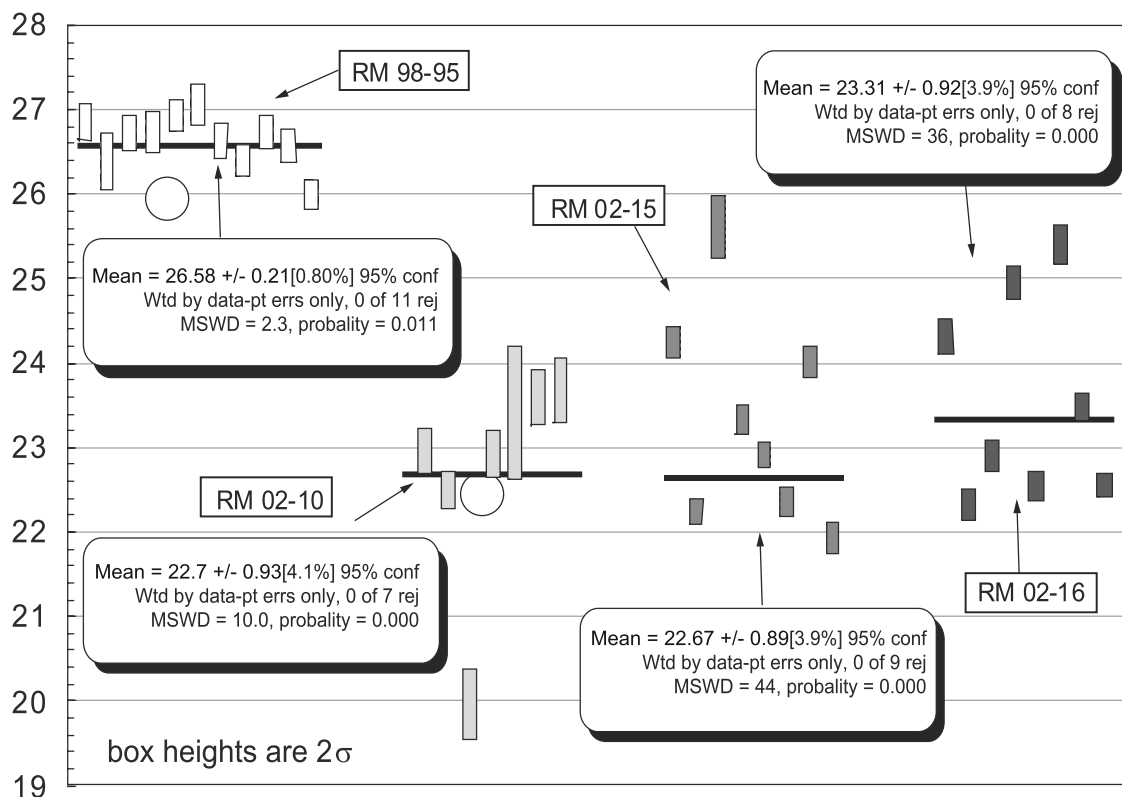 28
27
26
25
24
23
22
21
20
19
RM 98-95
Mean = 26.58 +/- 0.21[0.80%] 95% conf
Wtd by data-pt errs only, 0 of 11 rej
MSWD = 2.3, probality = 0.011
RM 02-10
Mean = 22.7 +/- 0.93[4.1%] 95% conf
Wtd by data-pt errs only, 0 of 7 rej
MSWD = 10.0, probality = 0.000
RM 02-15
Mean = 22.67 +/- 0.89[3.9%] 95% conf
Wtd by data-pt errs only, 0 of 9 rej
MSWD = 44, probality = 0.000
Mean = 23.31 +/- 0.92[3.9%] 95% conf
Wtd by data-pt errs only, 0 of 8 rej
MSWD = 36, probality = 0.000
RM 02-16
box heights are 2σ